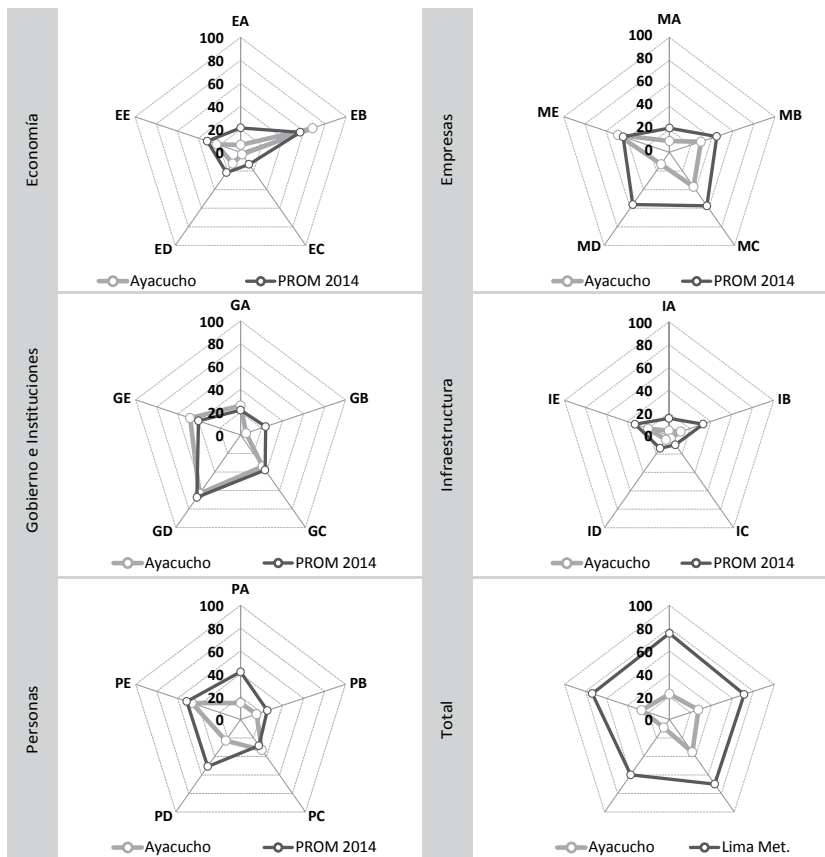 Economía
EA
100
80
60
40
20
0
EE
EB
ED
EC
Ayacucho
PROM 2014
Empresas
MA
100
80
60
40
20
0
ME
MB
MD
MC
Ayacucho
PROM 2014
Gobierno e Instituciones
GA
100
80
60
40
20
0
GE
GB
GD
GC
Ayacucho
PROM 2014
Infraestructura
IA
100
80
60
40
20
0
IE
IB
ID
IC
Ayacucho
PROM 2014
Personas
PA
100
80
60
40
20
0
PE
PB
PD
PC
Ayacucho
PROM 2014
Total
100
80
60
40
20
0
Ayacucho
Lima Met.